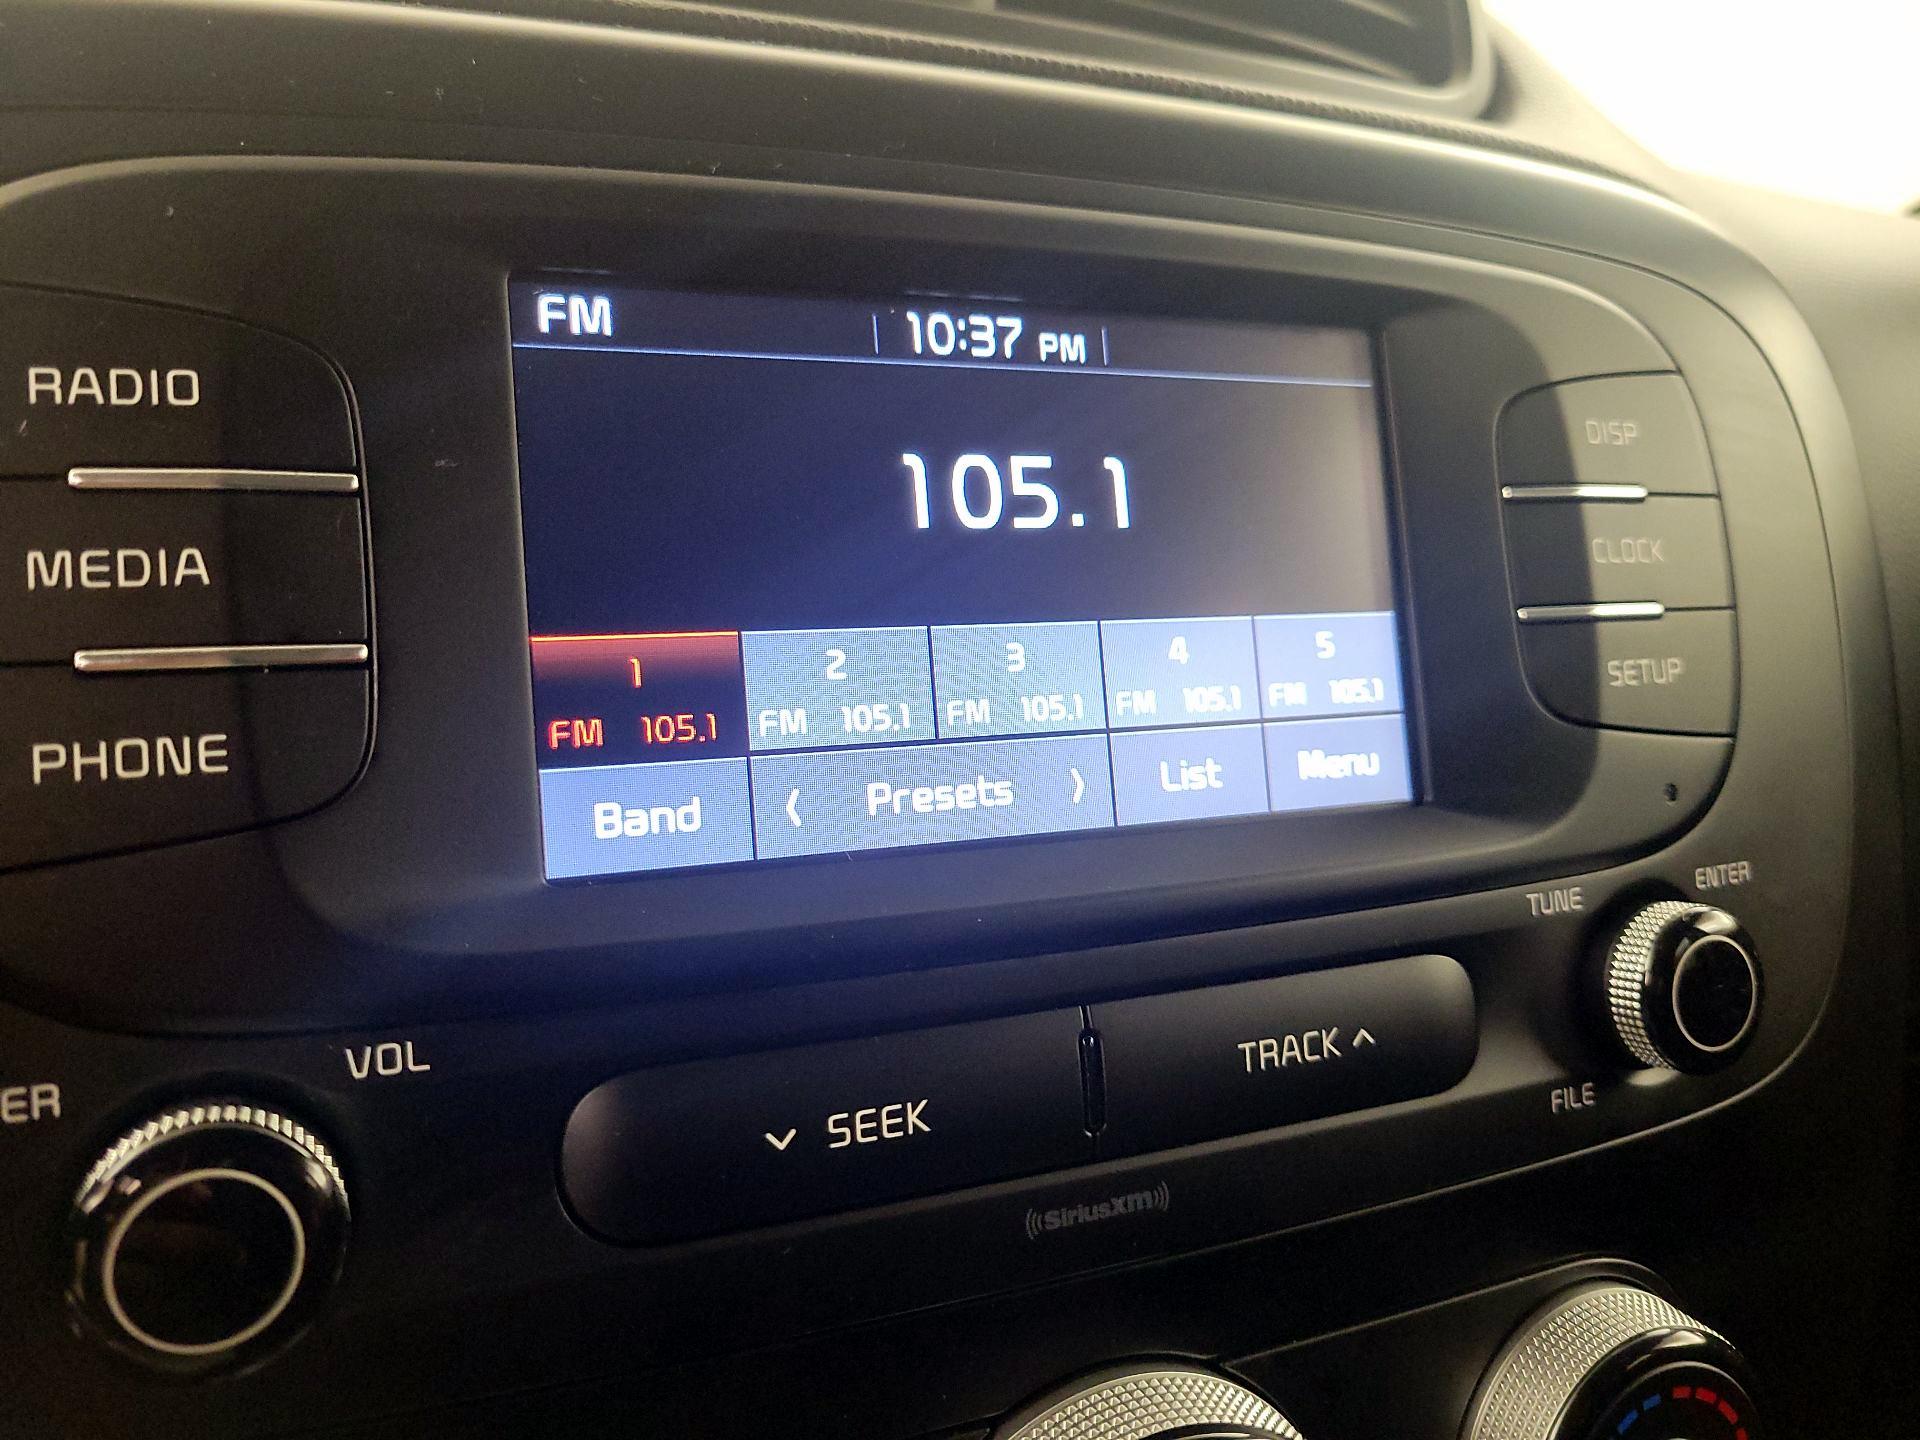 FM
10:37 PM
105.1
1
2
3
4
5
FM 105.1
FM 105.1
FM 105.1
FM 105.1
FM 105.1
Band
Presets
List
Menu
RADIO
MEDIA
PHONE
DISP
CLOCK
SETUP
ER
VOL
SEEK
TRACK
TUNE
ENTER
FILE
SiriusXM